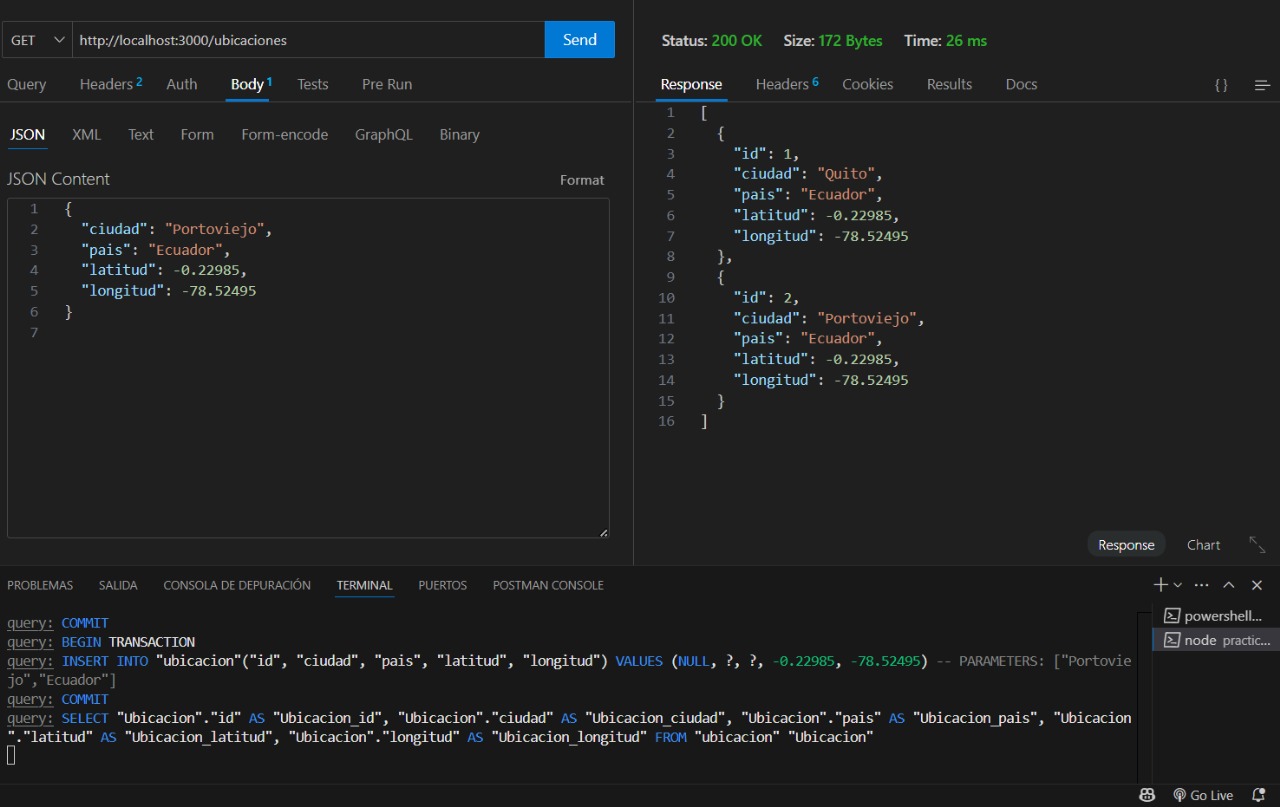 GET http://localhost:3000/ubicaciones Send
Query Headers 2 Auth Body 1 Tests Pre Run
JSON XML Text Form Form-encode GraphQL Binary
JSON Content Format
1 {
2 "ciudad": "Portoviejo",
3 "pais": "Ecuador",
4 "latitud": -0.22985,
5 "longitud": -78.52495
6 }
7
Status: 200 OK Size: 172 Bytes Time: 26 ms
Response Headers 6 Cookies Results Docs { }
1 [
2 {
3 "id": 1,
4 "ciudad": "Quito",
5 "pais": "Ecuador",
6 "latitud": -0.22985,
7 "longitud": -78.52495
8 },
9 {
10 "id": 2,
11 "ciudad": "Portoviejo",
12 "pais": "Ecuador",
13 "latitud": -0.22985,
14 "longitud": -78.52495
15 }
16 ]
Response Chart
PROBLEMAS SALIDA CONSOLA DE DEPURACIÓN TERMINAL PUERTOS POSTMAN CONSOLE
query: COMMIT
query: BEGIN TRANSACTION
query: INSERT INTO "ubicacion"("id", "ciudad", "pais", "latitud", "longitud") VALUES (NULL, ?, ?, -0.22985, -78.52495) -- PARAMETERS: ["Portovie
jo","Ecuador"]
query: COMMIT
query: SELECT "Ubicacion"."id" AS "Ubicacion_id", "Ubicacion"."ciudad" AS "Ubicacion_ciudad", "Ubicacion"."pais" AS "Ubicacion_pais", "Ubicacion
"."latitud" AS "Ubicacion_latitud", "Ubicacion"."longitud" AS "Ubicacion_longitud" FROM "ubicacion" "Ubicacion"
powershell...
node practic...
Go Live